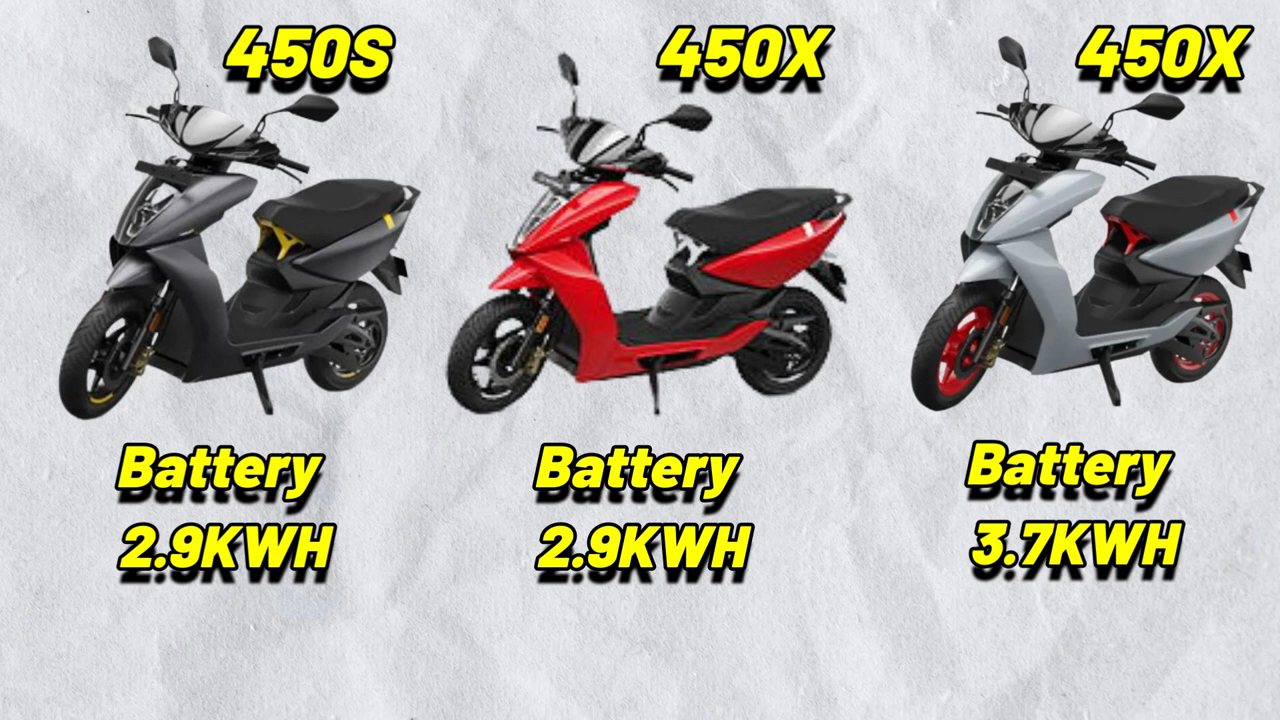 450S
450X
450X
Battery
2.9KWH
Battery
2.9KWH
Battery
3.7KWH